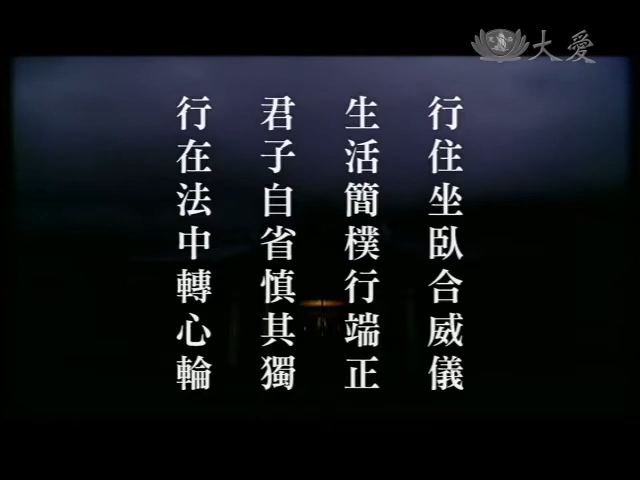 大愛
行住坐臥合威儀
生活簡樸行端正
君子自省慎其獨
行在法中轉心輪